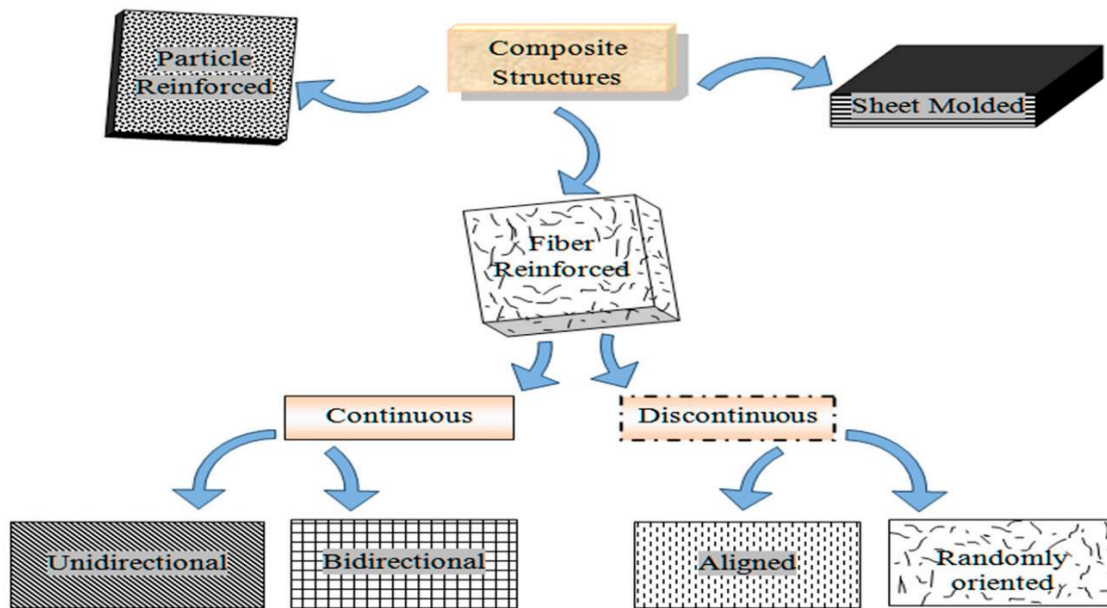 Particle
Reinforced
Composite
Structures
Sheet Molded
Fiber
Reinforced
Continuous
Discontinuous
Unidirectional
Bidirectional
Aligned
Randomly
oriented